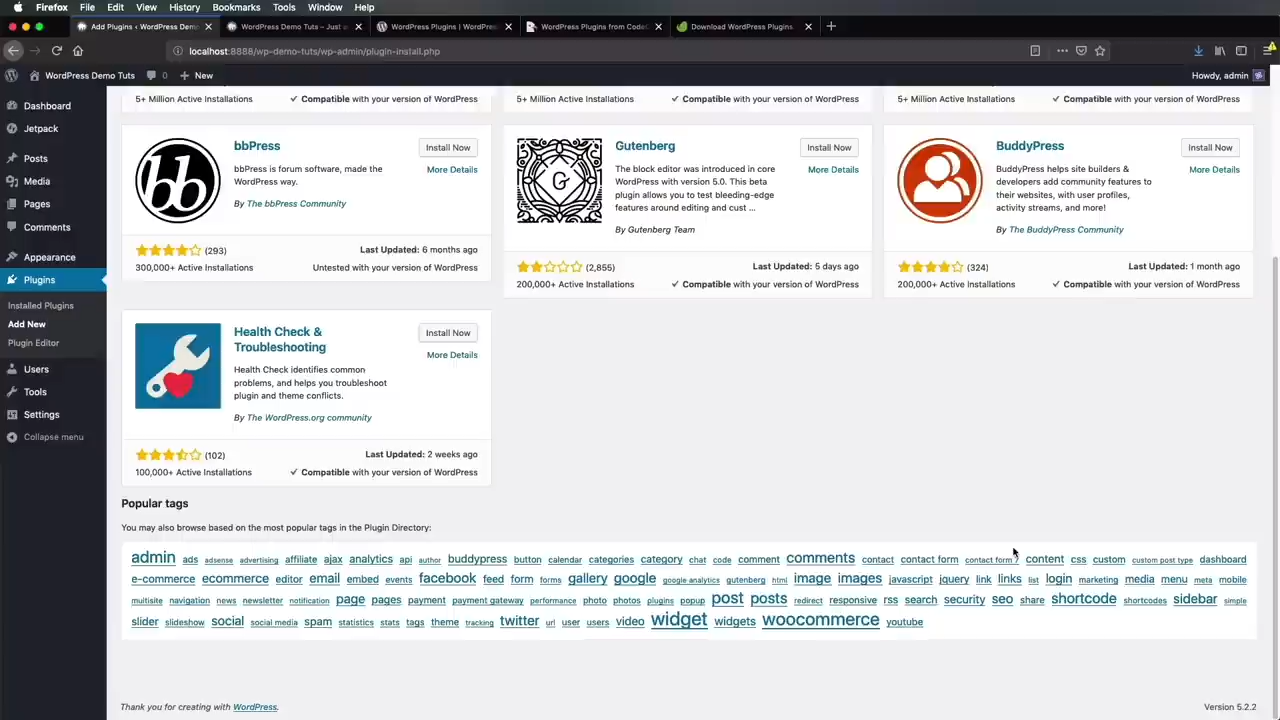 Firefox File Edit View History Bookmarks Tools Window Help
Add Plugins ‹ WordPress Demo T WordPress Demo Tute – Just WordPress Plugins | WordPress WordPress Plugins from Code Download WordPress Plugins
localhost:8888/wp-demo-tuts/wp-admin/plugin-install.php
WordPress Demo Tuts 0 + New Howdy, admin
Dashboard
Jetpack
Posts
Media
Pages
Comments
Appearance
Plugins
Installed Plugins
Add New
Plugin Editor
Users
Tools
Settings
Collapse menu
5+ Million Active Installations ✓ Compatible with your version of WordPress
5+ Million Active Installations ✓ Compatible with your version of WordPress
5+ Million Active Installations ✓ Compatible with your version of WordPress
bb
bbPress
Install Now
More Details
bbPress is forum software, made the
WordPress way.
By The bbPress Community
(293) Last Updated: 6 months ago
300,000+ Active Installations Untested with your version of WordPress
G
Gutenberg
Install Now
More Details
The block editor was introduced in core
WordPress with version 5.0. This beta
plugin allows you to test bleeding-edge
features around editing and cust ...
By Gutenberg Team
(2,855) Last Updated: 5 days ago
200,000+ Active Installations ✓ Compatible with your version of WordPress
BuddyPress
Install Now
More Details
BuddyPress helps site builders &
developers add community features to
their websites, with user profiles,
activity streams, and more!
By The BuddyPress Community
(324) Last Updated: 1 month ago
200,000+ Active Installations ✓ Compatible with your version of WordPress
Health Check &
Troubleshooting
Install Now
More Details
Health Check identifies common
problems, and helps you troubleshoot
plugin and theme conflicts.
By The WordPress.org community
(102) Last Updated: 2 weeks ago
100,000+ Active Installations ✓ Compatible with your version of WordPress
Popular tags
You may also browse based on the most popular tags in the Plugin Directory:
admin ads adsense advertising affiliate ajax analytics api author buddypress button calendar categories category chat code comment comments contact contact form contact form 7 content css custom custom post type dashboard
e-commerce ecommerce editor email embed events facebook feed form forms gallery google google analytics gutenberg html image images javascript jquery link links list login marketing media menu meta mobile
multisite navigation news newsletter notification page pages payment payment gateway performance photo photos plugins popup post posts redirect responsive rss search security seo share shortcode shortcodes sidebar simple
slider slideshow social social media spam statistics stats tags theme tracking twitter url user users video widget widgets woocommerce youtube
Thank you for creating with WordPress. Version 5.2.2